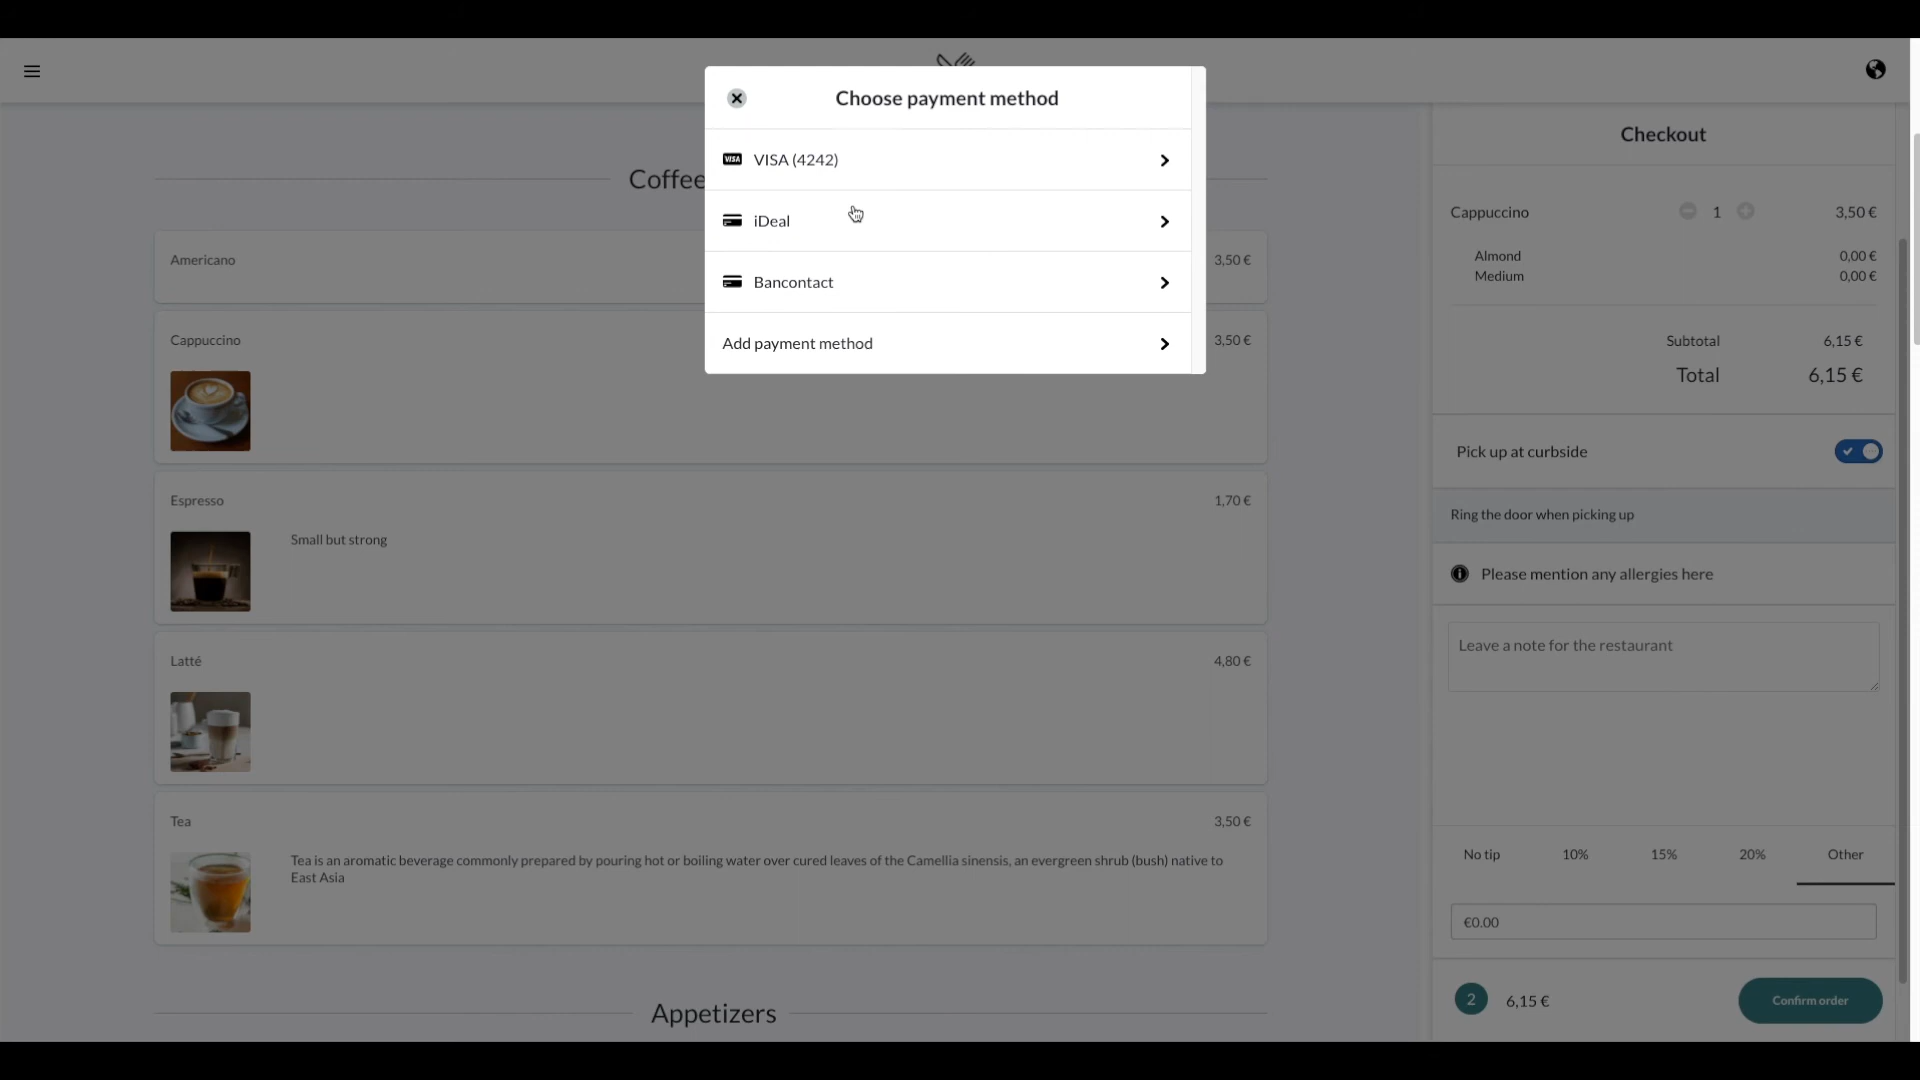 Choose payment method
VISA
VISA (4242)
iDeal
Bancontact
Add payment method
Coffee
Americano
3,50 €
Cappuccino
3,50 €
Espresso
1,70 €
Small but strong
Latté
4,80 €
Tea
3,50 €
Tea is an aromatic beverage commonly prepared by pouring hot or boiling water over cured leaves of the Camellia sinensis, an evergreen shrub (bush) native to
East Asia
Appetizers
Checkout
Cappuccino 1 3,50 €
Almond 0,00 €
Medium 0,00 €
Subtotal 6,15 €
Total 6,15 €
Pick up at curbside
Ring the door when picking up
Please mention any allergies here
Leave a note for the restaurant
No tip 10% 15% 20% Other
€0.00
2 6,15 € Confirm order